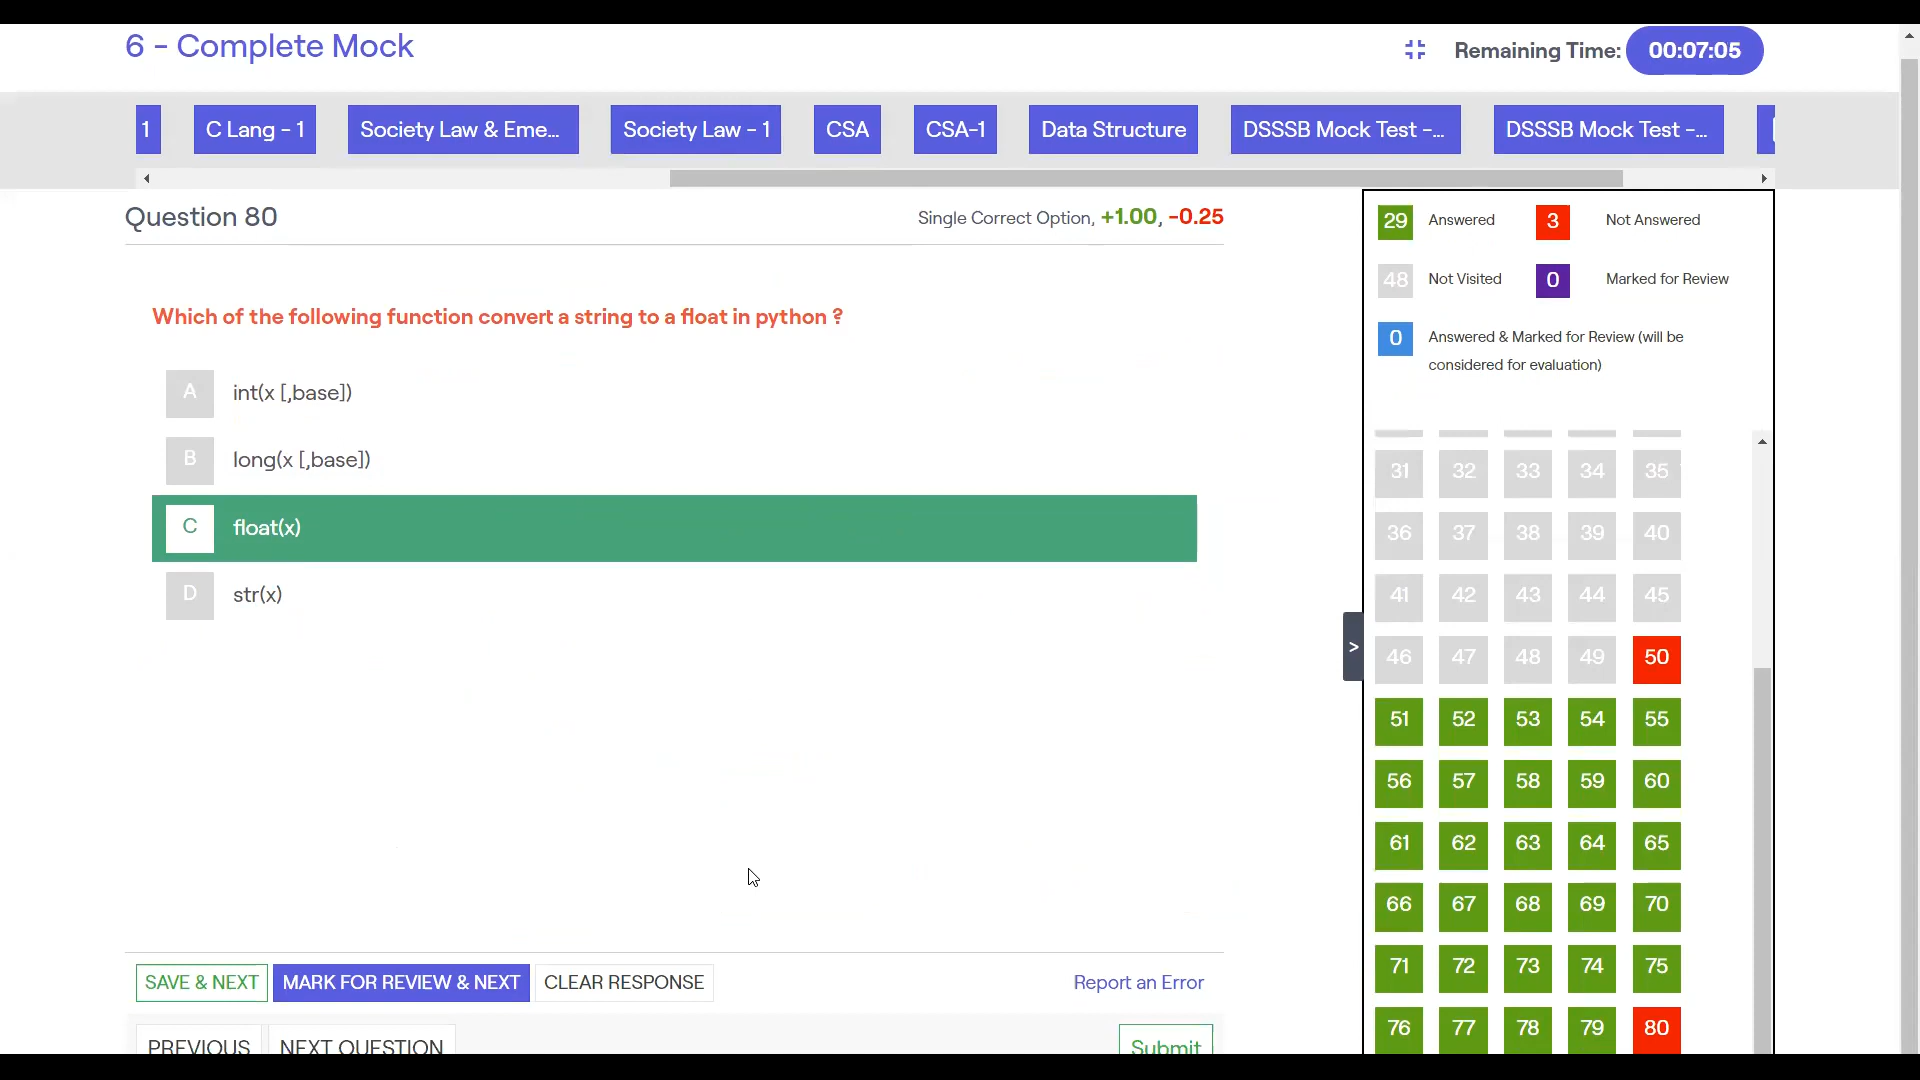 6 - Complete Mock
Remaining Time: 00:07:05
1
C Lang - 1
Society Law & Eme...
Society Law - 1
CSA
CSA-1
Data Structure
DSSSB Mock Test -...
DSSSB Mock Test -...
Question 80
Single Correct Option, +1.00, -0.25
Which of the following function convert a string to a float in python ?
A int(x [,base])
B long(x [,base])
C float(x)
D str(x)
SAVE & NEXT
MARK FOR REVIEW & NEXT
CLEAR RESPONSE
Report an Error
PREVIOUS
NEXT QUESTION
Submit
29 Answered
3 Not Answered
48 Not Visited
0 Marked for Review
0 Answered & Marked for Review (will be
considered for evaluation)
>
31 32 33 34 35
36 37 38 39 40
41 42 43 44 45
46 47 48 49 50
51 52 53 54 55
56 57 58 59 60
61 62 63 64 65
66 67 68 69 70
71 72 73 74 75
76 77 78 79 80